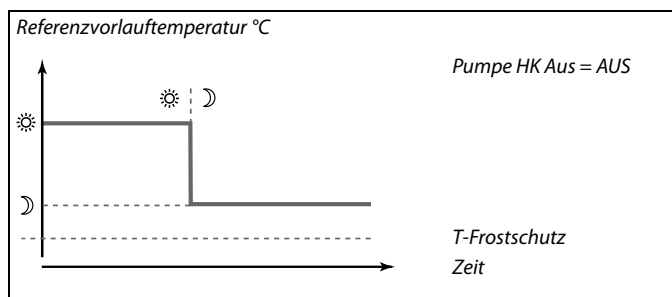 Referenzvorlauftemperatur °C
Pumpe HK Aus = AUS
T-Frostschutz
Zeit